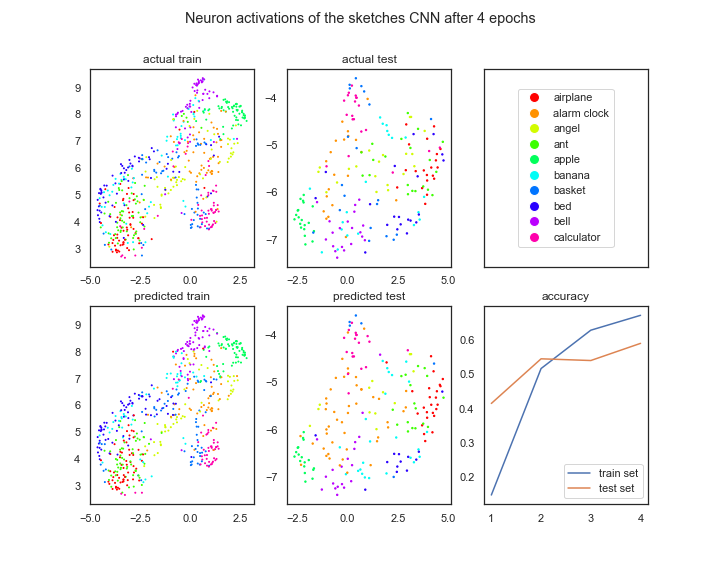 Neuron activations of the sketches CNN after 4 epochs
actual train
actual test
9
8
7
6
5
4
3
−5.0 −2.5 0.0 2.5
−4
−5
−6
−7
−2.5 0.0 2.5 5.0
airplane
alarm clock
angel
ant
apple
banana
basket
bed
bell
calculator
predicted train
predicted test
accuracy
9
8
7
6
5
4
3
−5.0 −2.5 0.0 2.5
−4
−5
−6
−7
−2.5 0.0 2.5 5.0
0.6
0.5
0.4
0.3
0.2
train set
test set
1 2 3 4